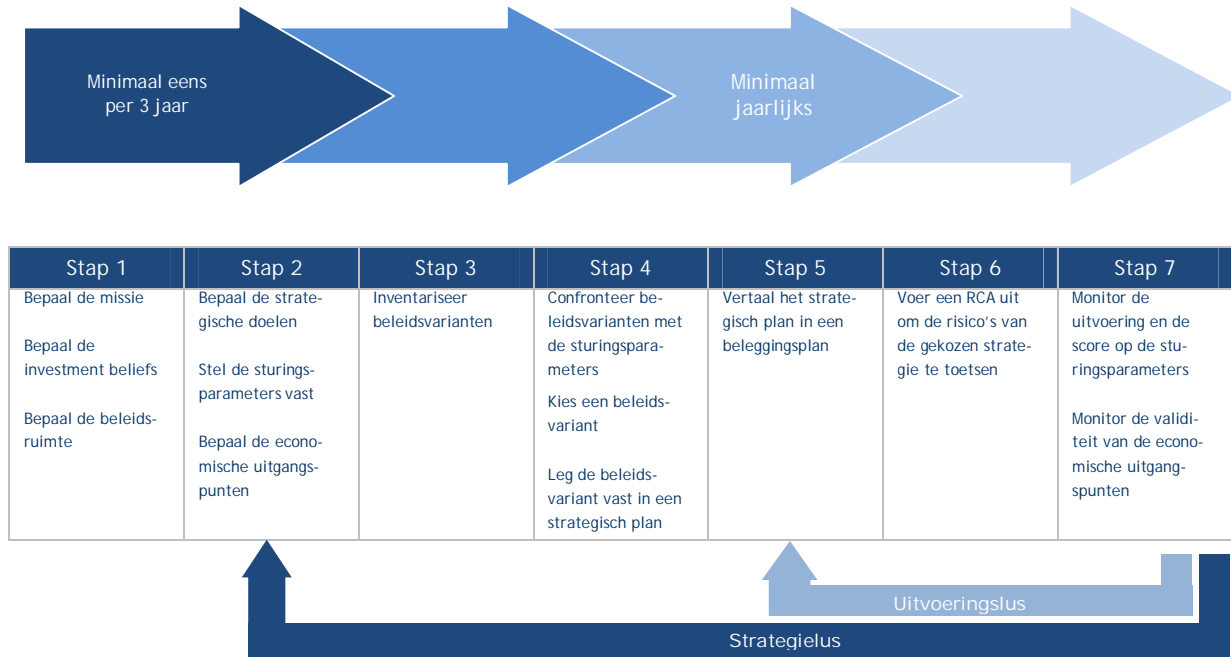 Minimaal eens
per 3 jaar
Minimaal
jaarlijks
Stap 1
Bepaal de missie
Bepaal de
investment beliefs
Bepaal de beleids-
ruimte
Stap 2
Bepaal de strate-
gische doelen
Stel de sturings-
parameters vast
Bepaal de econo-
mische uitgangs-
punten
Stap 3
Inventariseer
beleidsvarianten
Stap 4
Confronteer be-
leidsvarianten met
de sturingspara-
meters
Kies een beleids-
variant
Leg de beleids-
variant vast in een
strategisch plan
Stap 5
Vertaal het strate-
gisch plan in een
beleggingsplan
Stap 6
Voer een RCA uit
om de risico's van
de gekozen strate-
gie te toetsen
Stap 7
Monitor de
uitvoering en de
score op de stu-
ringsparameters
Monitor de validi-
teit van de econo-
mische uitgang-
spunten
Uitvoeringslus
Strategielus